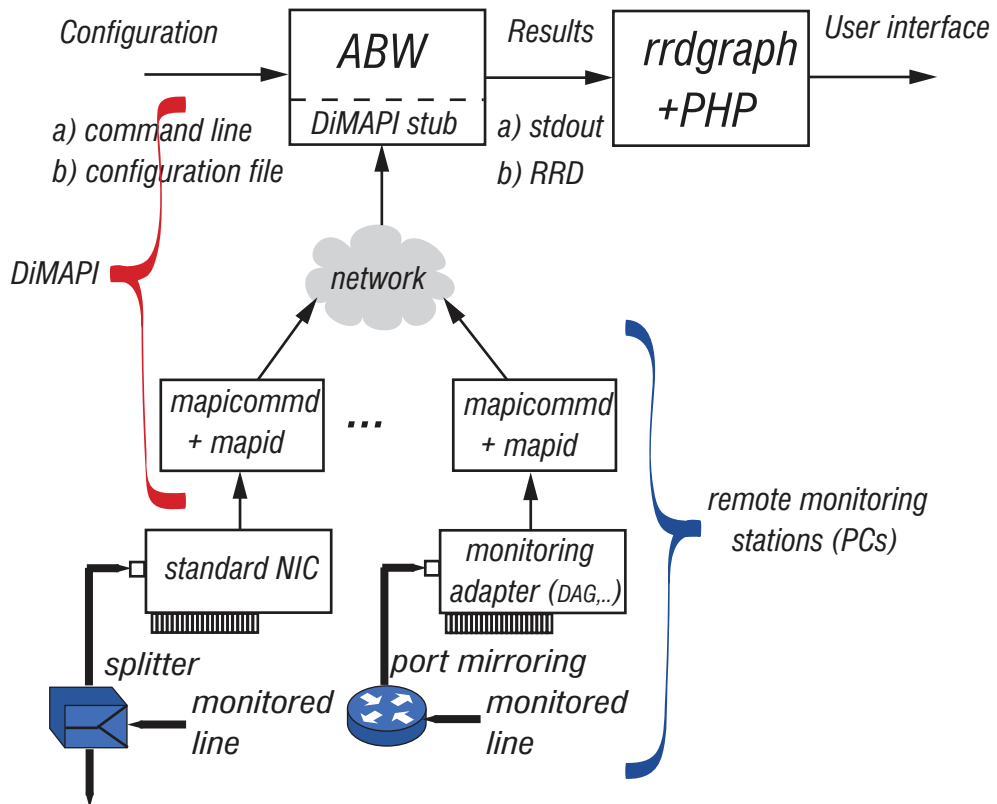 Configuration
ABW
Results
rrdgraph
+PHP
User interface
DiMAPI stub
a) command line
b) configuration file
a) stdout
b) RRD
DiMAPI
network
mapicommd
+ mapid
...
mapicommd
+ mapid
remote monitoring
stations (PCs)
standard NIC
monitoring
adapter (DAG,..)
splitter
port mirroring
monitored
line
monitored
line